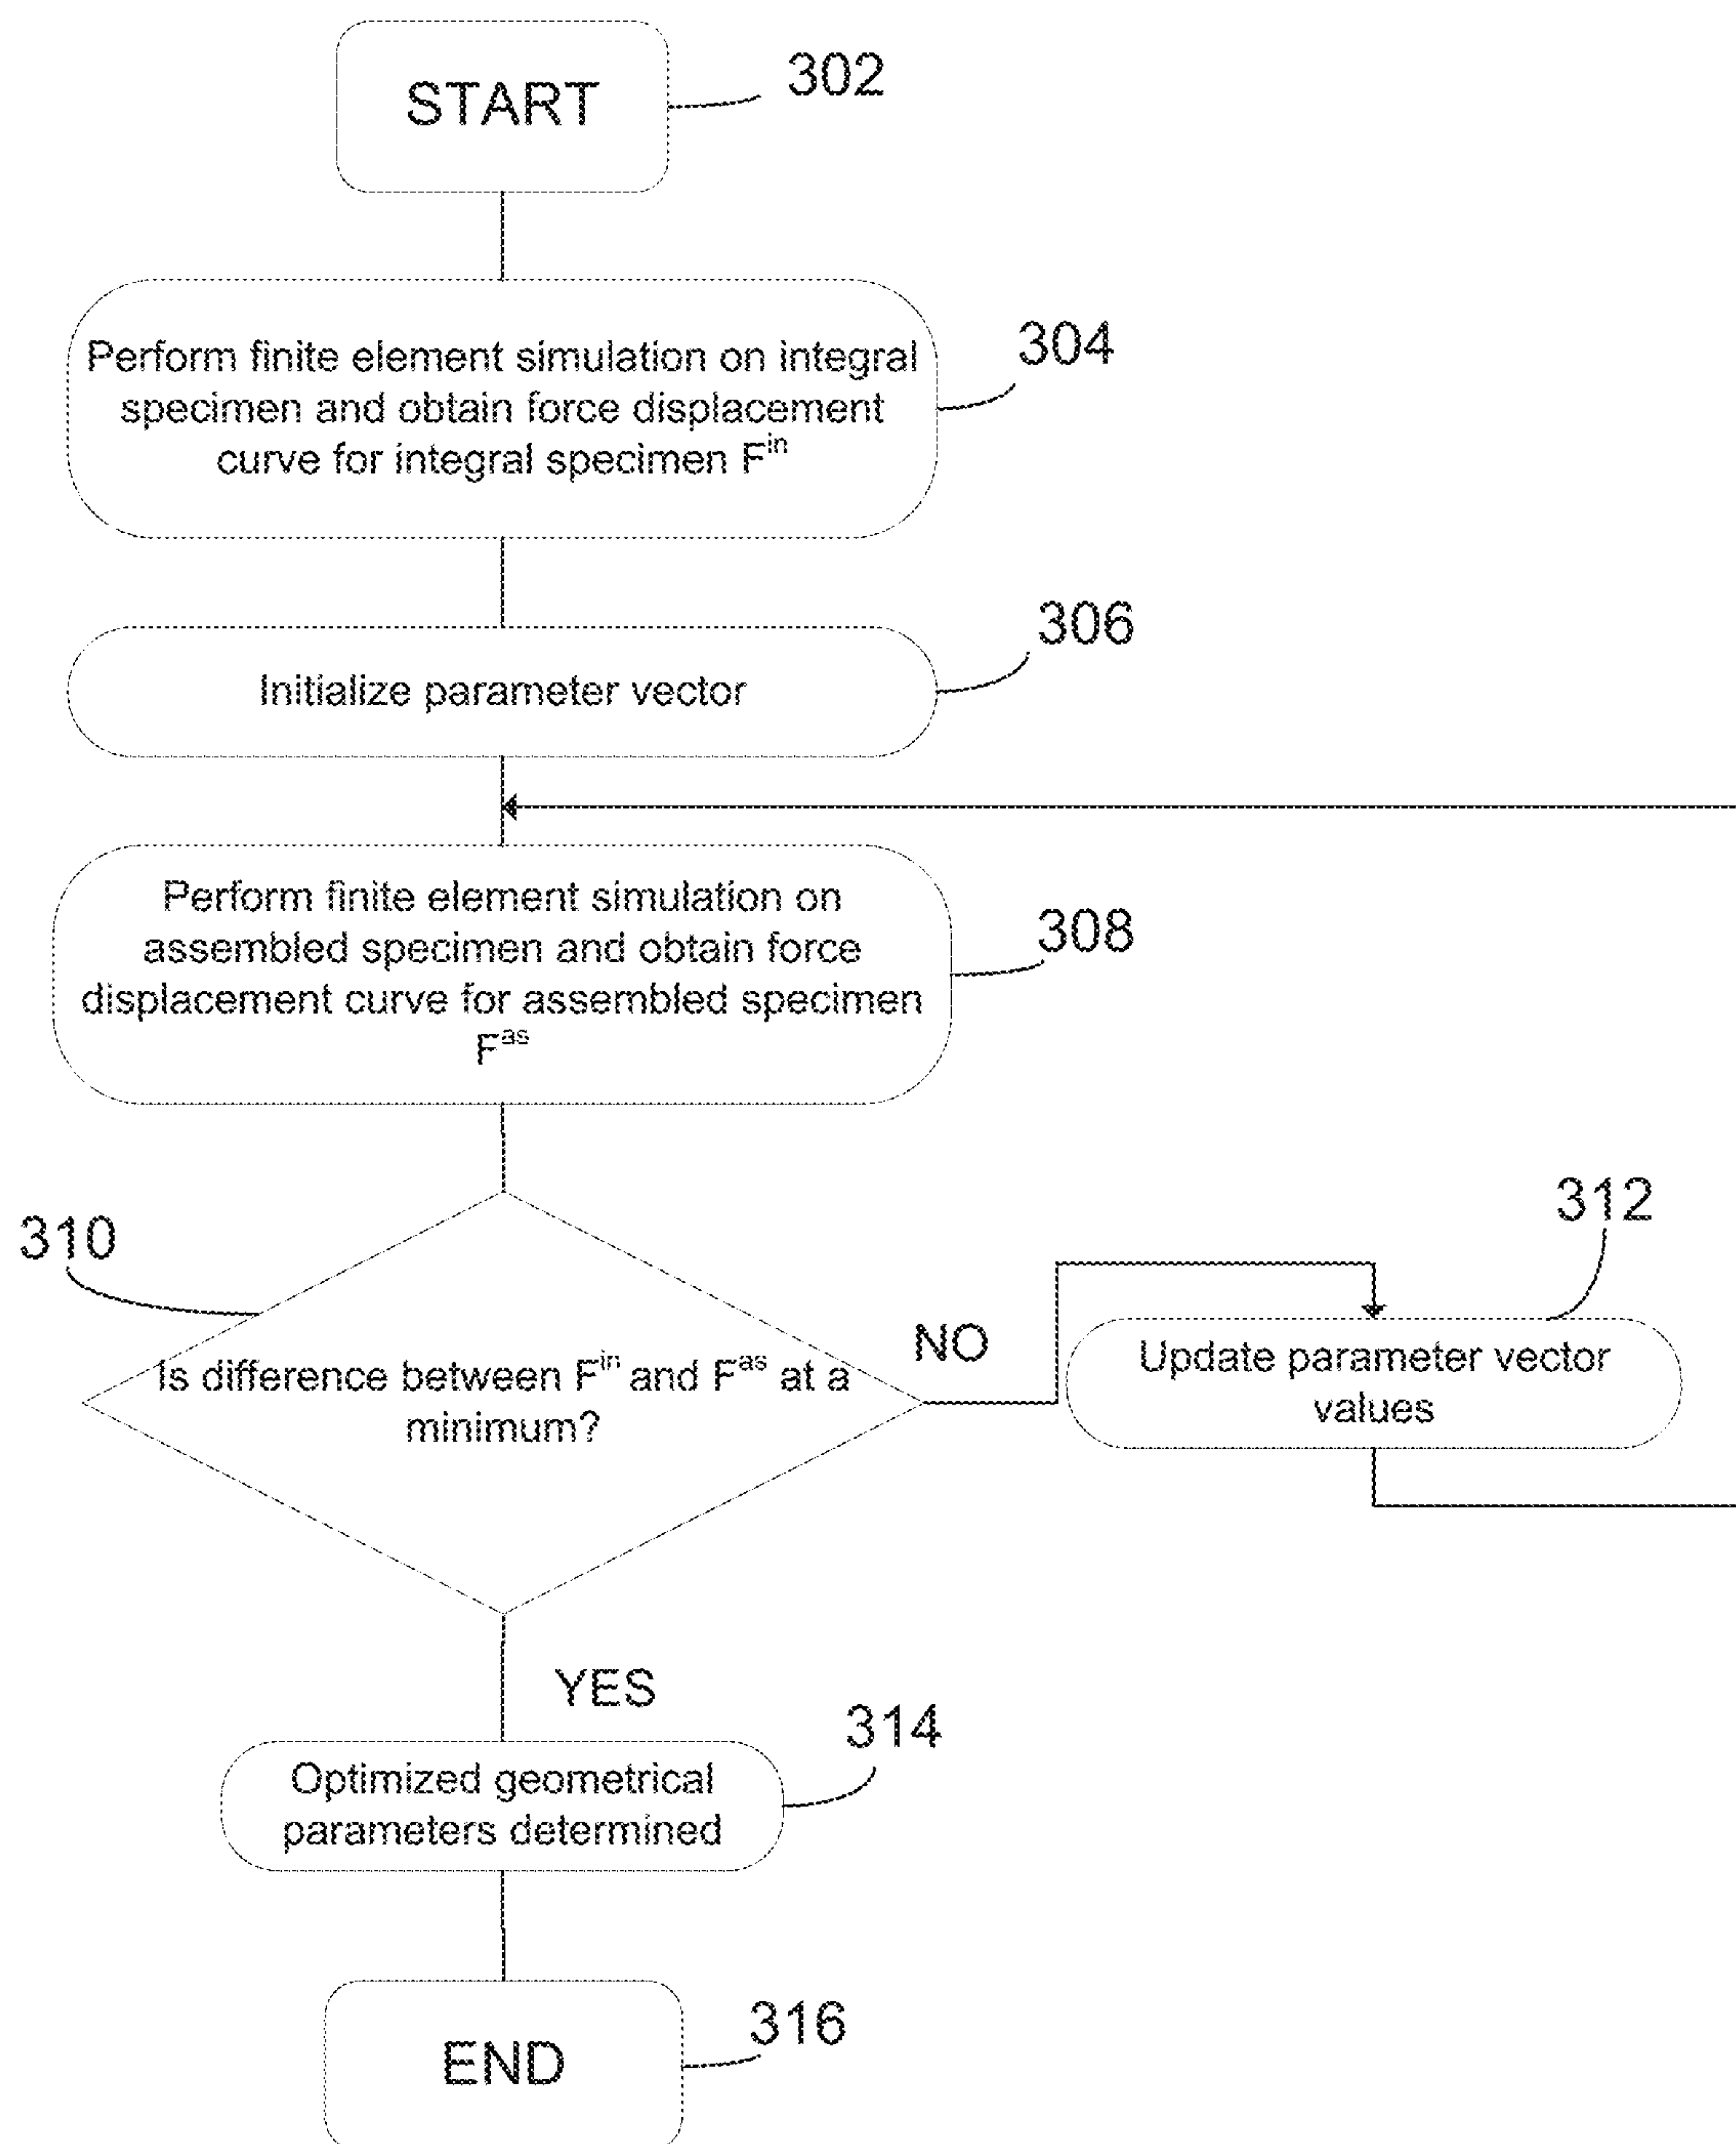 START
302
Perform finite element simulation on integral
specimen and obtain force displacement
curve for integral specimen F^in
304
Initialize parameter vector
306
Perform finite element simulation on
assembled specimen and obtain force
displacement curve for assembled specimen
F^as
308
310
Is difference between F^in and F^as at a
minimum?
NO
312
Update parameter vector
values
YES
Optimized geometrical
parameters determined
314
END
316